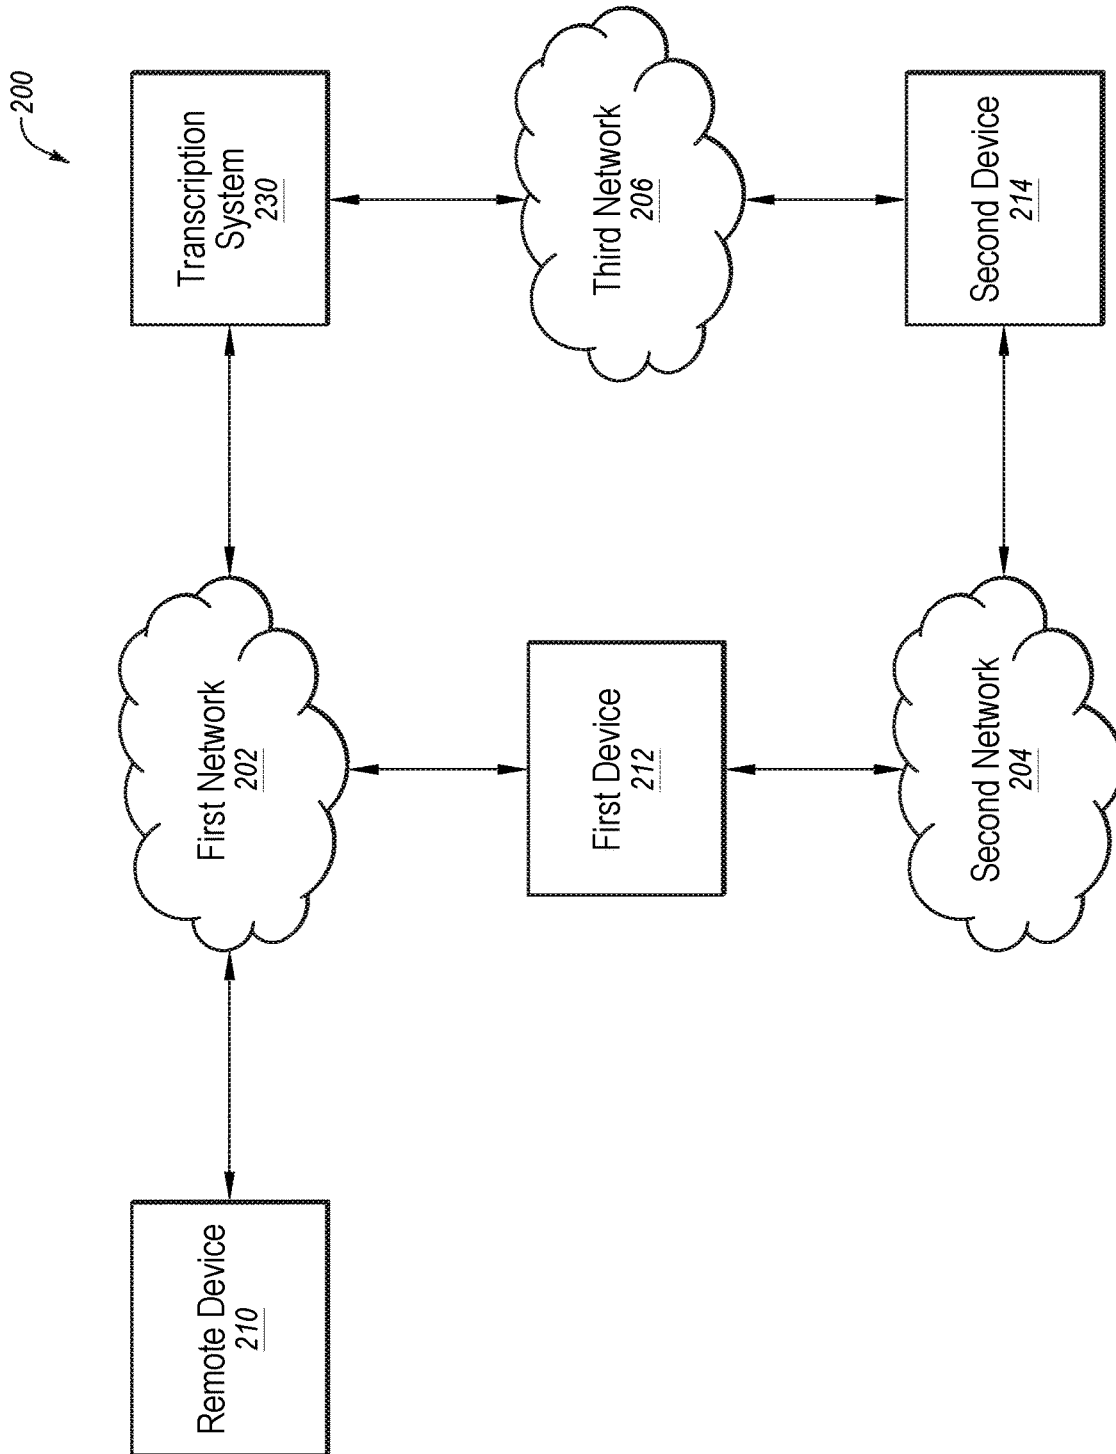 200
Remote Device
210
First Network
202
Transcription
System
230
First Device
212
Third Network
206
Second Network
204
Second Device
214